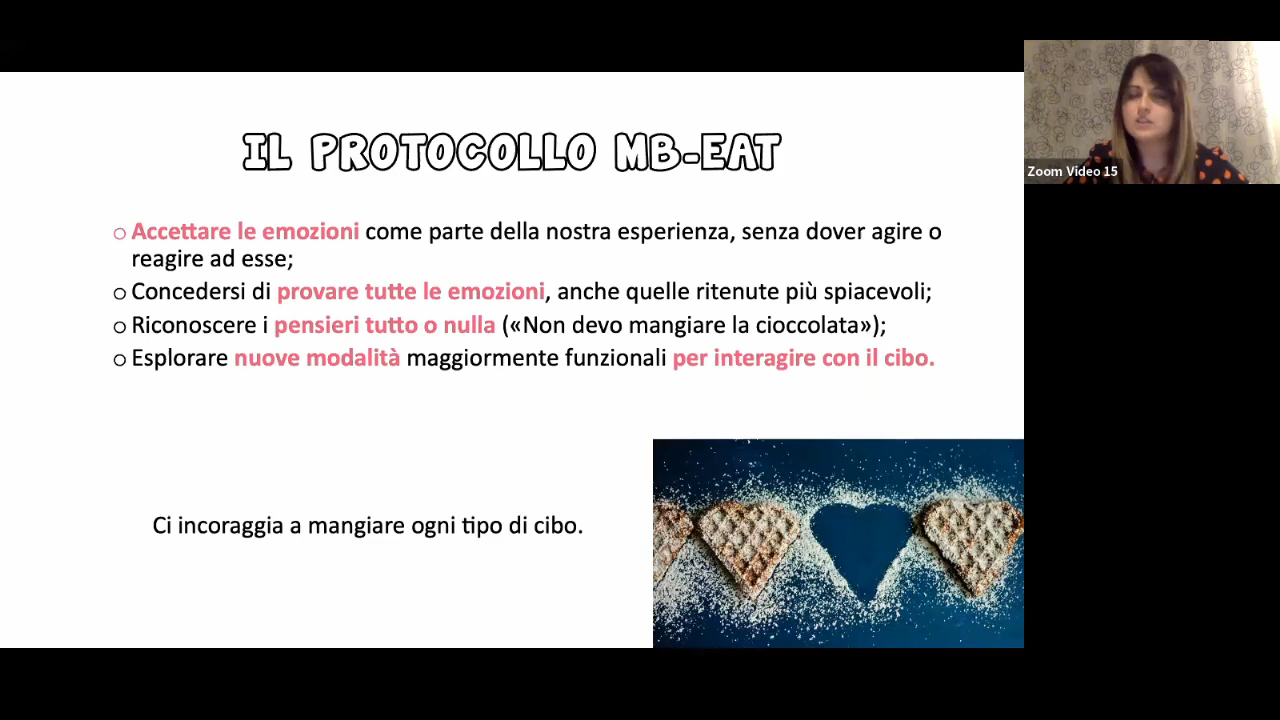 IL PROTOCOLLO MB-EAT
○ Accettare le emozioni come parte della nostra esperienza, senza dover agire o
reagire ad esse;
○ Concedersi di provare tutte le emozioni, anche quelle ritenute più spiacevoli;
○ Riconoscere i pensieri tutto o nulla («Non devo mangiare la cioccolata»);
○ Esplorare nuove modalità maggiormente funzionali per interagire con il cibo.
Ci incoraggia a mangiare ogni tipo di cibo.
Zoom Video 15